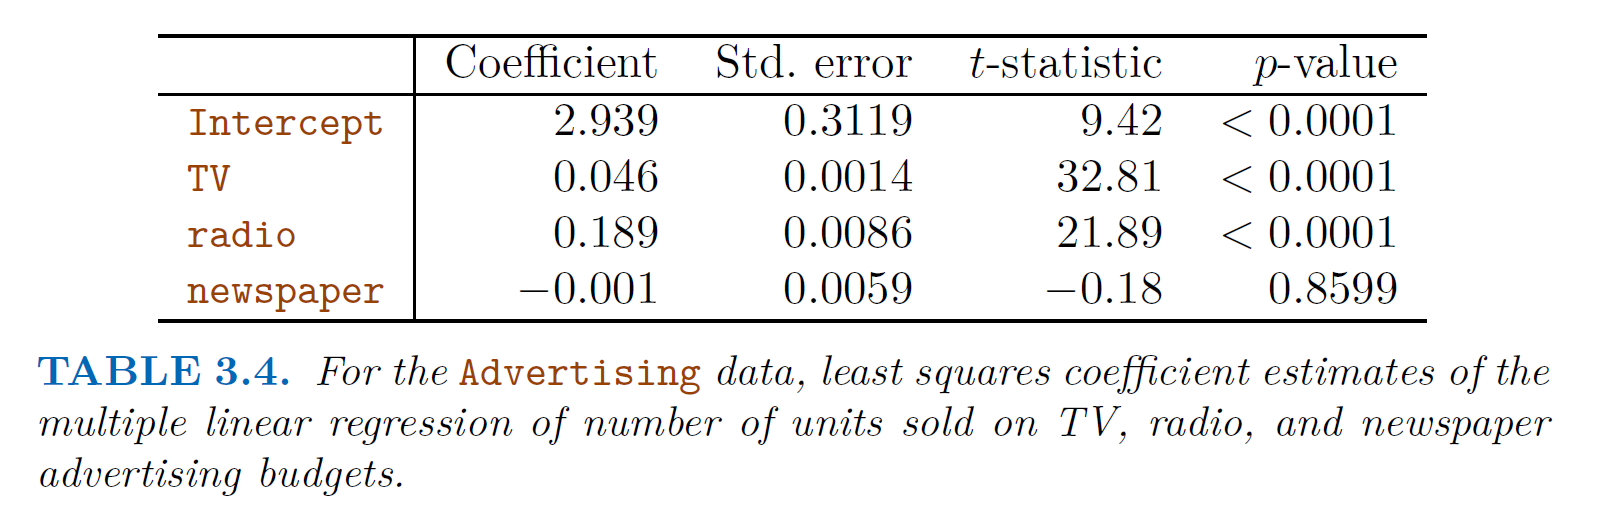 Coefficient Std. error t-statistic p-value
Intercept 2.939 0.3119 9.42 < 0.0001
TV 0.046 0.0014 32.81 < 0.0001
radio 0.189 0.0086 21.89 < 0.0001
newspaper −0.001 0.0059 −0.18 0.8599
TABLE 3.4. For the Advertising data, least squares coefficient estimates of the
multiple linear regression of number of units sold on TV, radio, and newspaper
advertising budgets.